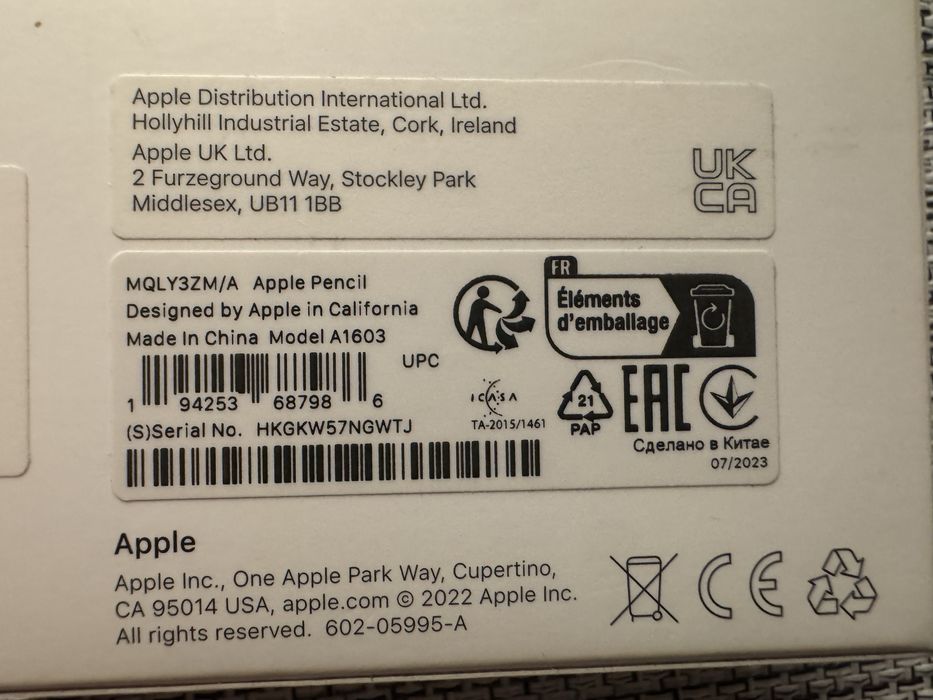 Apple Distribution International Ltd.
Hollyhill Industrial Estate, Cork, Ireland
Apple UK Ltd.
2 Furzeground Way, Stockley Park
Middlesex, UB11 1BB
UK
CA
MQLY3ZM/A Apple Pencil
Designed by Apple in California
Made In China Model A1603
UPC
1 94253 68798 6
(S)Serial No. HKGKW57NGWTJ
FR
Éléments
d'emballage
ICASA
TA-2015/1461
21
PAP
EAC
Сделано в Китае
07/2023
Apple
Apple Inc., One Apple Park Way, Cupertino,
CA 95014 USA, apple.com © 2022 Apple Inc.
All rights reserved. 602-05995-A
CE